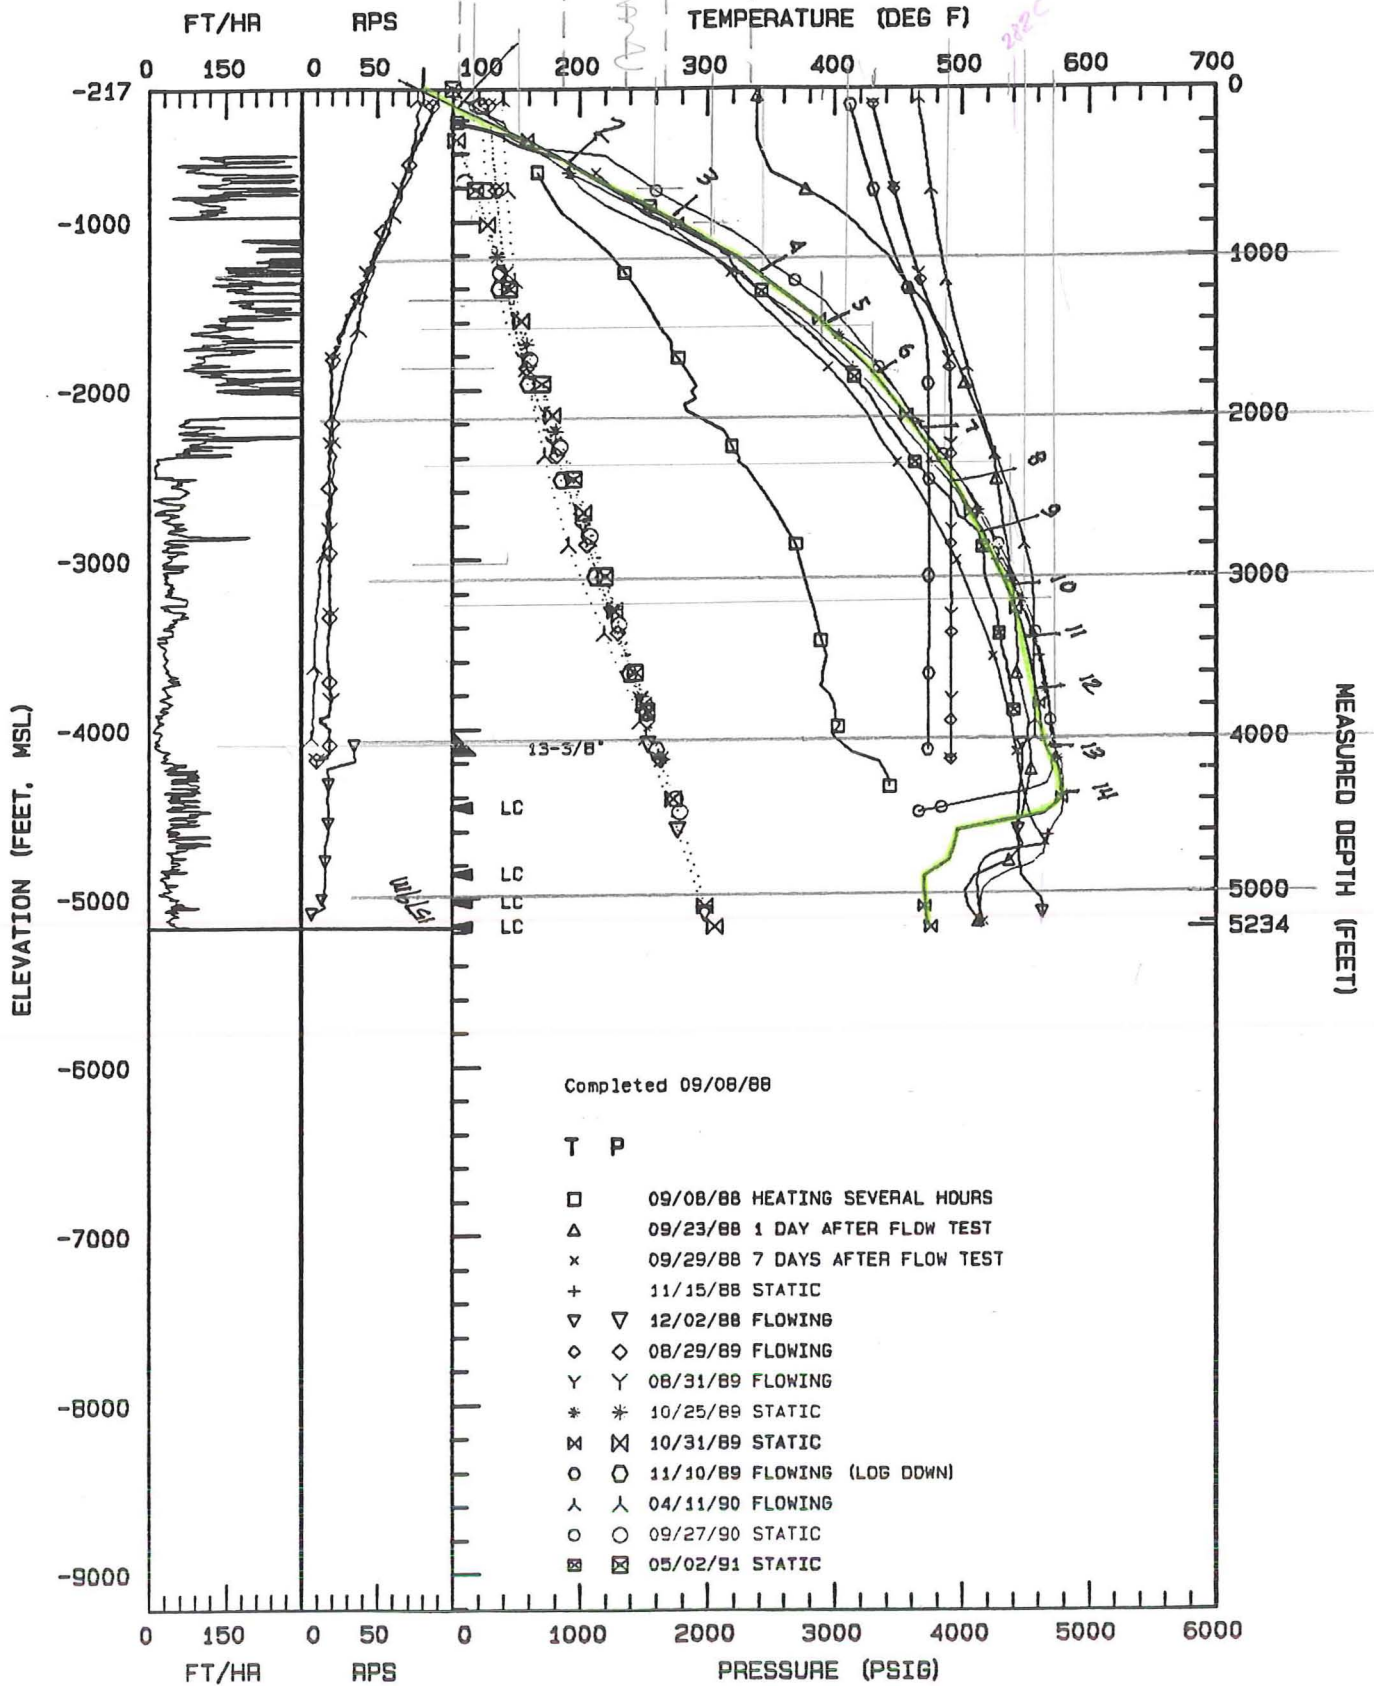 FT/HR RPS TEMPERATURE (DEG F)
282C
0 150 0 50 100 200 300 400 500 600 700
-217 0
-1000 1000
-2000 2000
-3000 3000
-4000 4000
-5000 5000
5234
-6000
-7000
-8000
-9000
2
3
4
5
6
7
8
9
10
11
12
13
14
13-3/8"
LC
LC
LC
LC
ELEVATION (FEET, MSL)
MEASURED DEPTH (FEET)
Completed 09/08/88
T P
09/08/88 HEATING SEVERAL HOURS
09/23/88 1 DAY AFTER FLOW TEST
09/29/88 7 DAYS AFTER FLOW TEST
11/15/88 STATIC
12/02/88 FLOWING
08/29/89 FLOWING
08/31/89 FLOWING
10/25/89 STATIC
10/31/89 STATIC
11/10/89 FLOWING (LOG DOWN)
04/11/90 FLOWING
09/27/90 STATIC
05/02/91 STATIC
0 150 0 50 0 1000 2000 3000 4000 5000 6000
FT/HR RPS PRESSURE (PSIG)